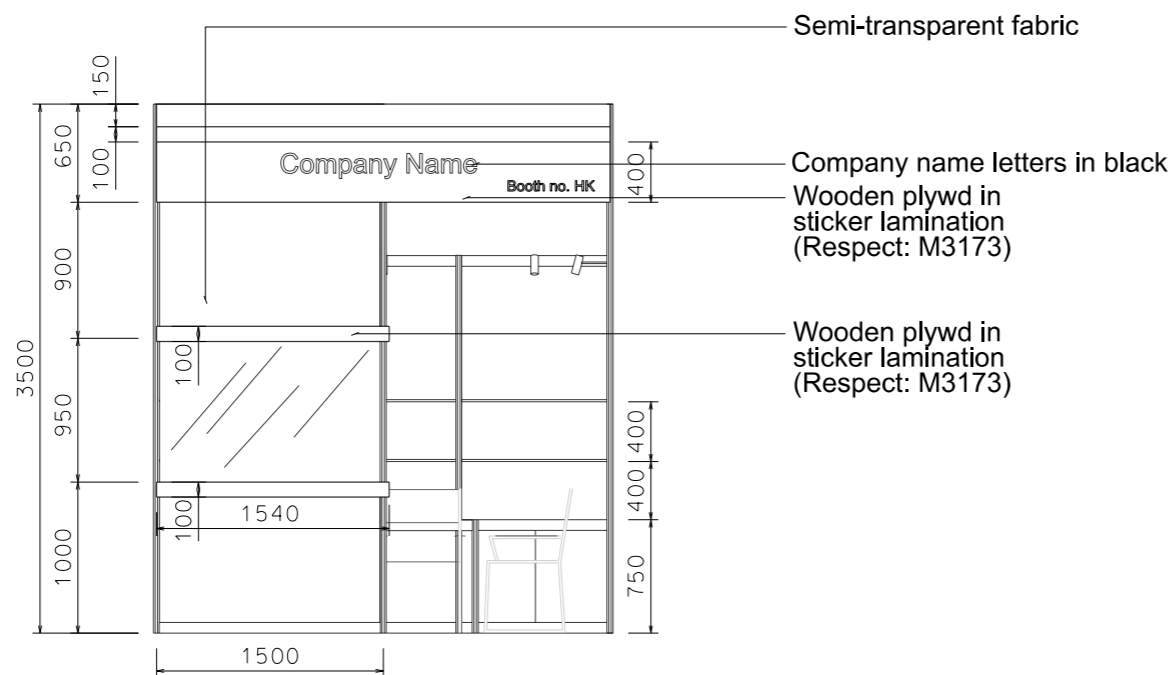 Semi-transparent fabric
150
650
100
Company Name
Booth no. HK
400
Company name letters in black
Wooden plywd in
sticker lamination
(Respect: M3173)
900
3500
100
Wooden plywd in
sticker lamination
(Respect: M3173)
950
400
400
100
1540
1000
750
1500